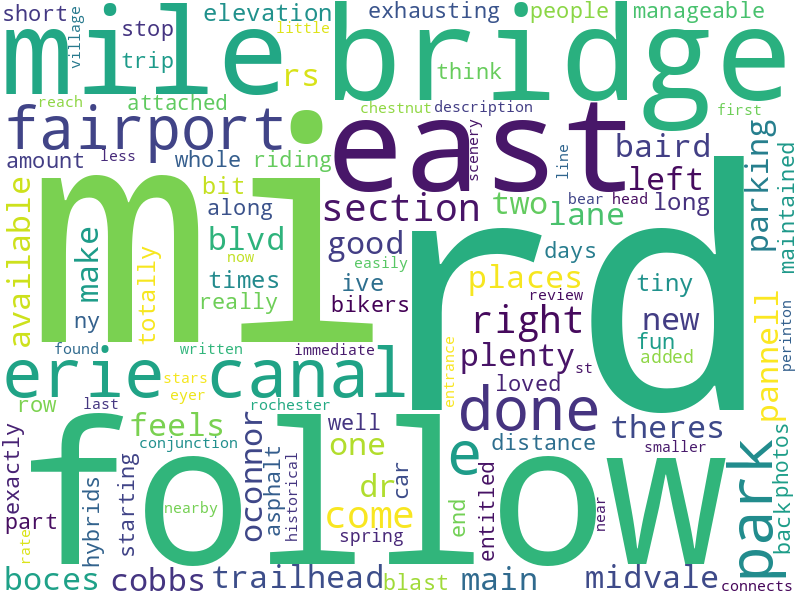 short
village
stop
elevation
little
exhausting
people
manageable
mile
bridge
trip
rs
think
reach
attached
chestnut
description
first
fairport
east
scenery
line
baird
parking
maintained
amount
less
whole
riding
mi
rd
bit
left
available
make
totally
along
section
two
lane
bear
head
long
blvd
now
good
easily
days
times
ive
places
tiny
really
bikers
review
ny
right
new
pannell
perinton
fun
found
written
immediate
plenty
st
added
erie
canal
stars
eyer
entrance
loved
done
row
last
rochester
theres
follow
feels
well
e
distance
smaller
exactly
conjunction
oconnor
one
park
photos
hybrids
starting
asphalt
historical
car
dr
end
entitled
back
part
nearby
come
near
rate
spring
boces
cobbs
trailhead
blast
main
midvale
connects